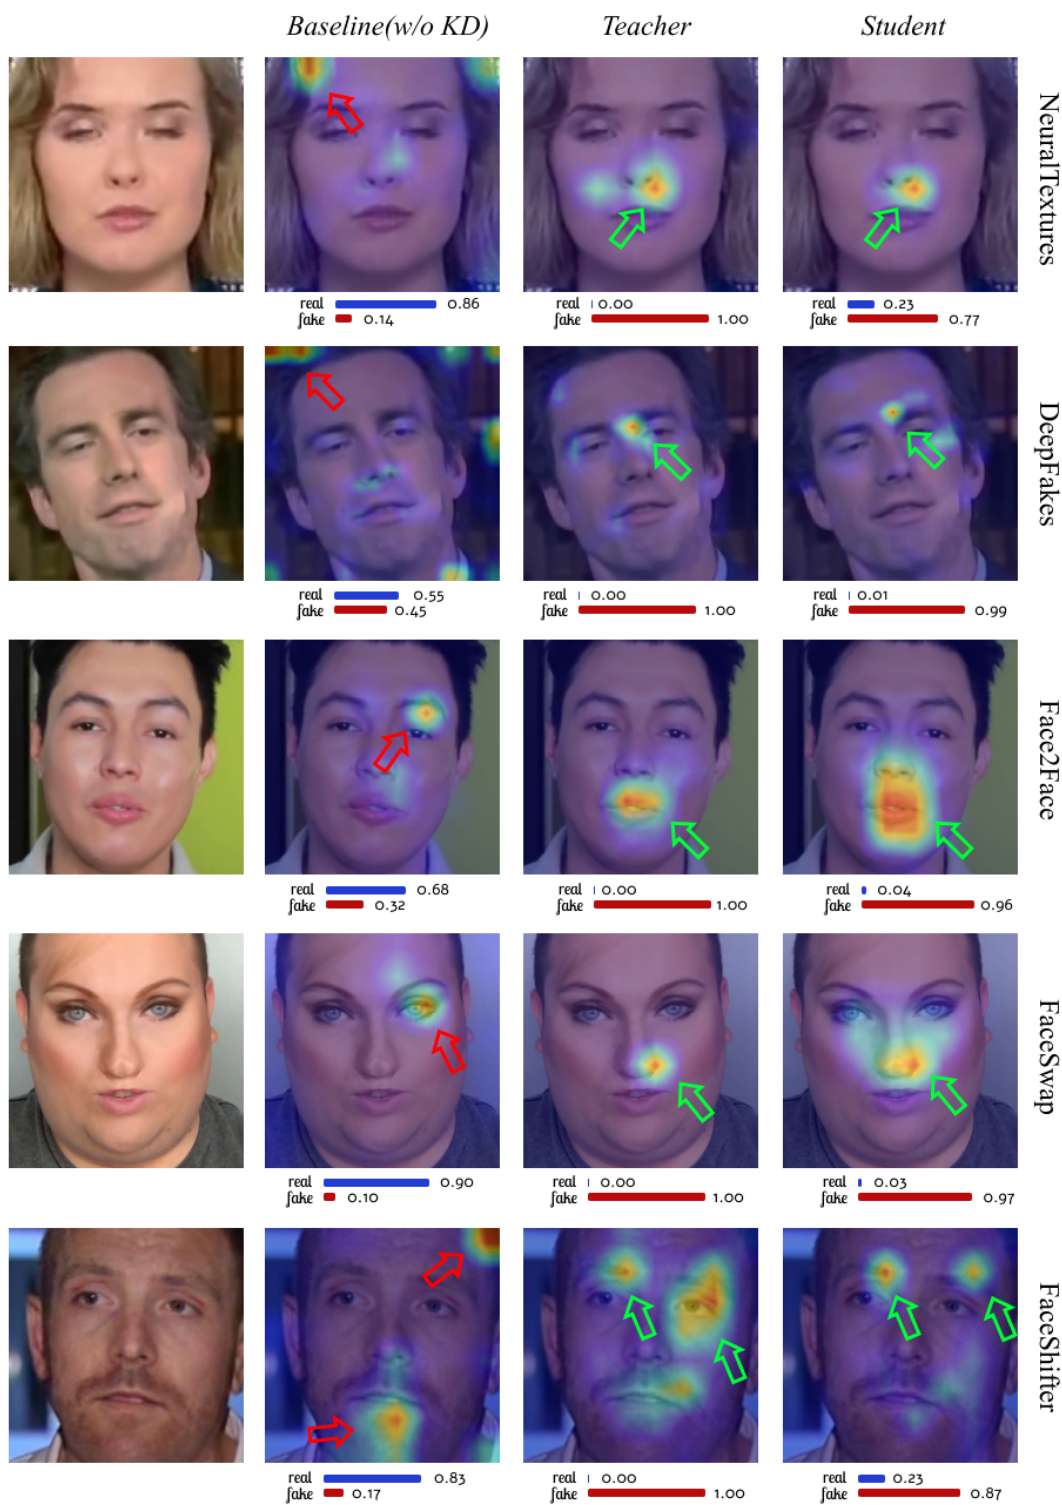 Baseline(w/o KD) Teacher Student
NeuralTextures
real 0.86 real 0.00 real 0.23
fake 0.14 fake 1.00 fake 0.77
DeepFakes
real 0.55 real 0.00 real 0.01
fake 0.45 fake 1.00 fake 0.99
Face2Face
real 0.68 real 0.00 real 0.04
fake 0.32 fake 1.00 fake 0.96
FaceSwap
real 0.90 real 0.00 real 0.03
fake 0.10 fake 1.00 fake 0.97
FaceShifter
real 0.83 real 0.00 real 0.23
fake 0.17 fake 1.00 fake 0.87